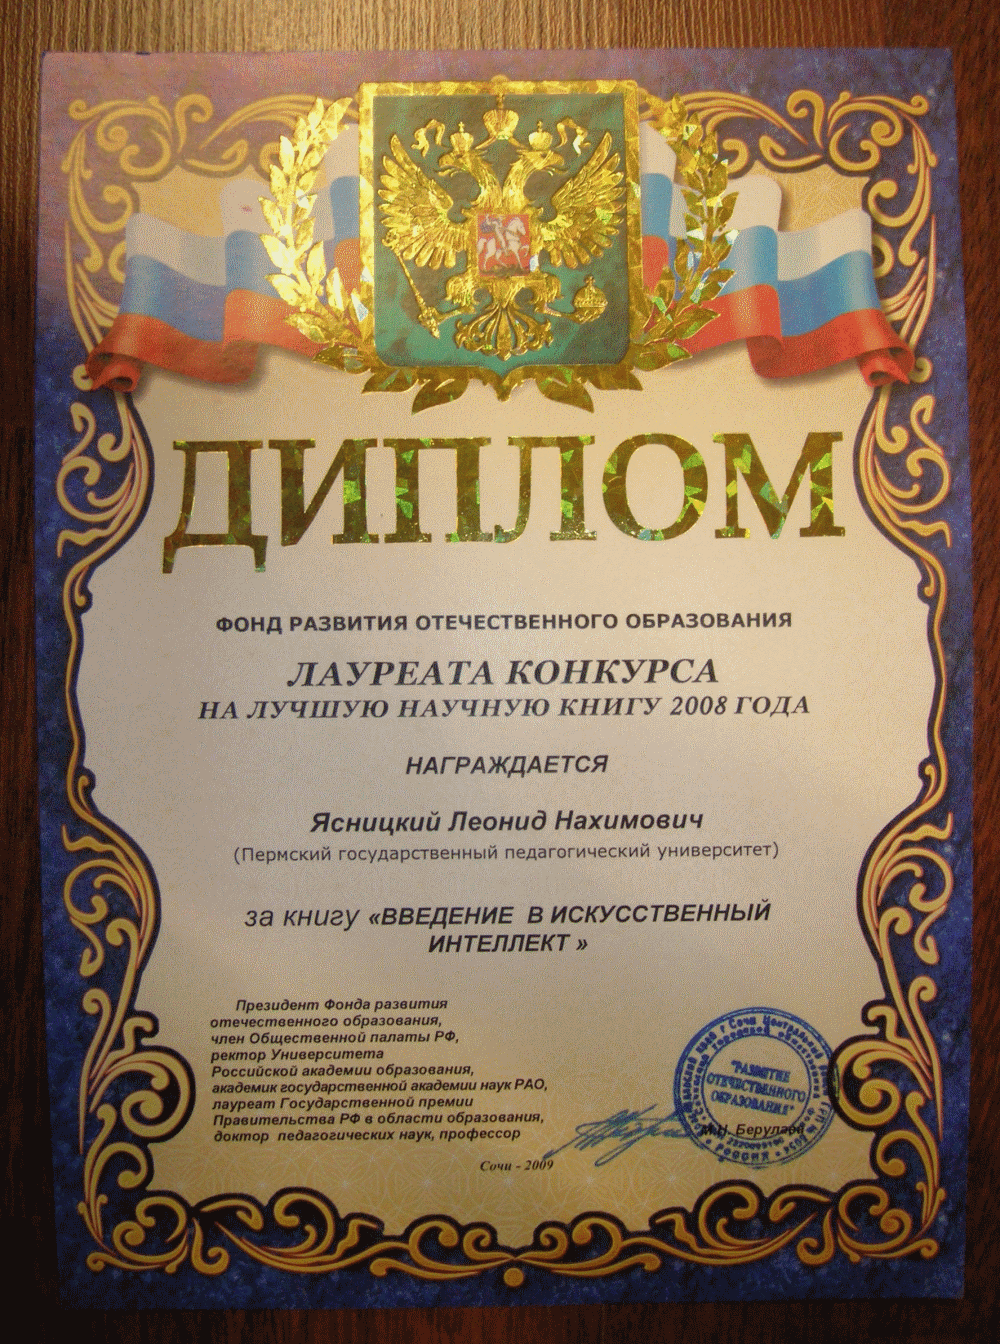 ДИПЛОМ
ФОНД РАЗВИТИЯ ОТЕЧЕСТВЕННОГО ОБРАЗОВАНИЯ
ЛАУРЕАТА КОНКУРСА
НА ЛУЧШУЮ НАУЧНУЮ КНИГУ 2008 ГОДА
НАГРАЖДАЕТСЯ
Ясницкий Леонид Нахимович
(Пермский государственный педагогический университет)
за книгу «ВВЕДЕНИЕ В ИСКУССТВЕННЫЙ
ИНТЕЛЛЕКТ »
Президент Фонда развития
отечественного образования,
член Общественной палаты РФ,
ректор Университета
Российской академии образования,
академик государственной академии наук РАО,
лауреат Государственной премии
Правительства РФ в области образования,
доктор педагогических наук, профессор
М.Н. Берулава
"РАЗВИТИЕ
ОТЕЧЕСТВЕННОГО
ОБРАЗОВАНИЯ"
РОССИЯ
Сочи - 2009